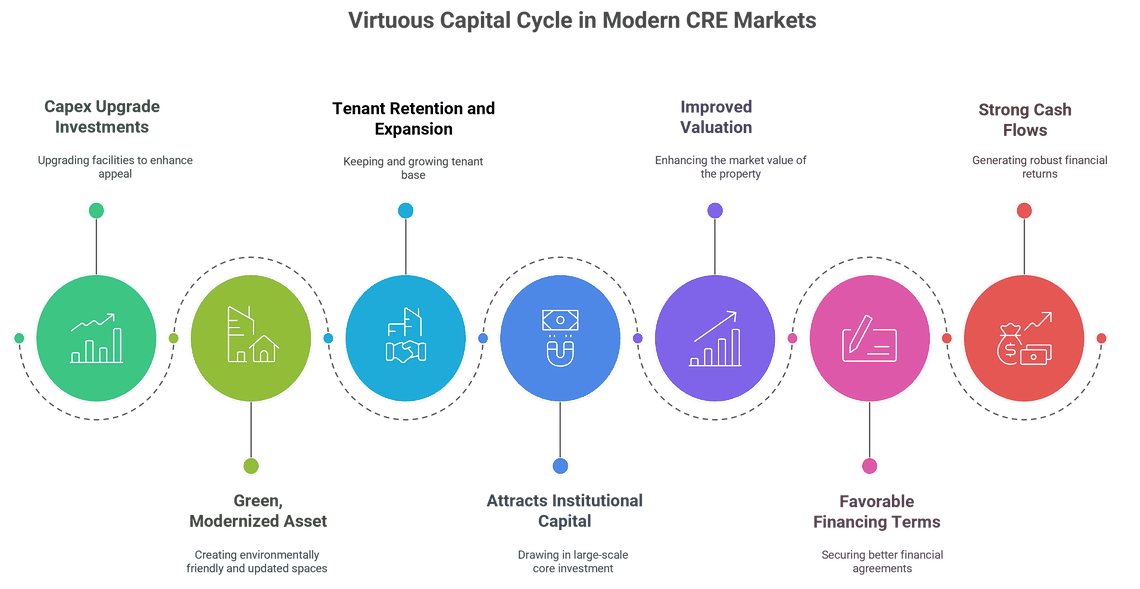 Virtuous Capital Cycle in Modern CRE Markets
Capex Upgrade
Investments
Upgrading facilities to enhance
appeal
Green,
Modernized Asset
Creating environmentally
friendly and updated spaces
Tenant Retention and
Expansion
Keeping and growing tenant
base
Attracts Institutional
Capital
Drawing in large-scale
core investment
Improved
Valuation
Enhancing the market value of
the property
Favorable
Financing Terms
Securing better financial
agreements
Strong Cash
Flows
Generating robust financial
returns